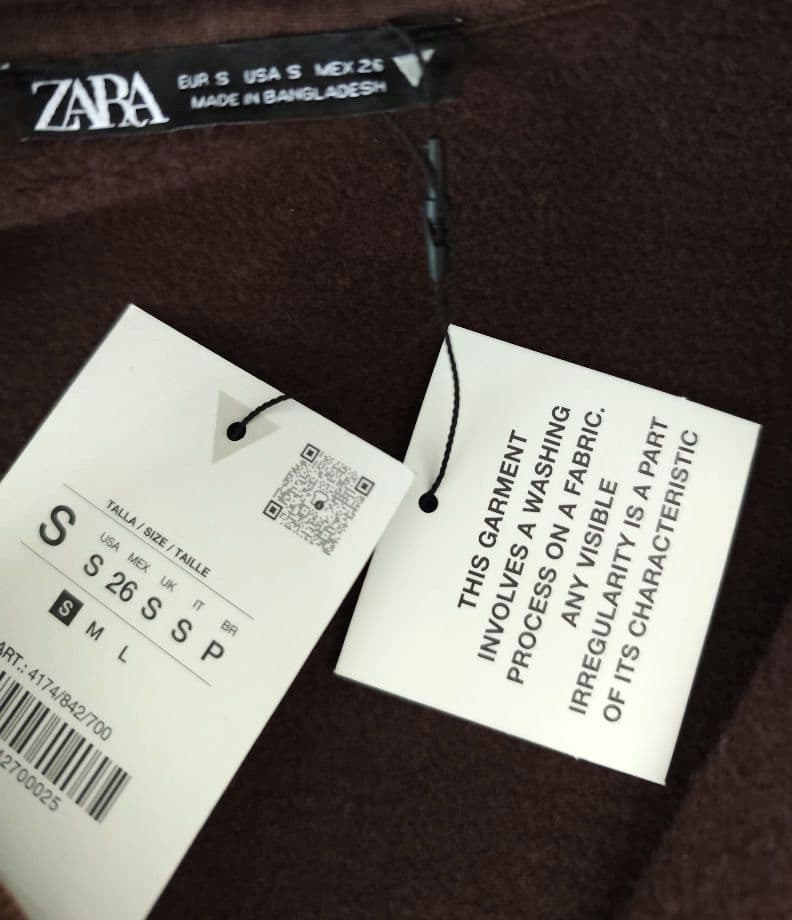 ZARA
EUR S USA S MEX 26
MADE IN BANGLADESH
TALLA / SIZE / TAILLE
S
USA MEX UK IT BR
S 26 S S P
S M L
ART.: 4174/842/700
2700025
THIS GARMENT
INVOLVES A WASHING
PROCESS ON A FABRIC.
ANY VISIBLE
IRREGULARITY IS A PART
OF ITS CHARACTERISTIC